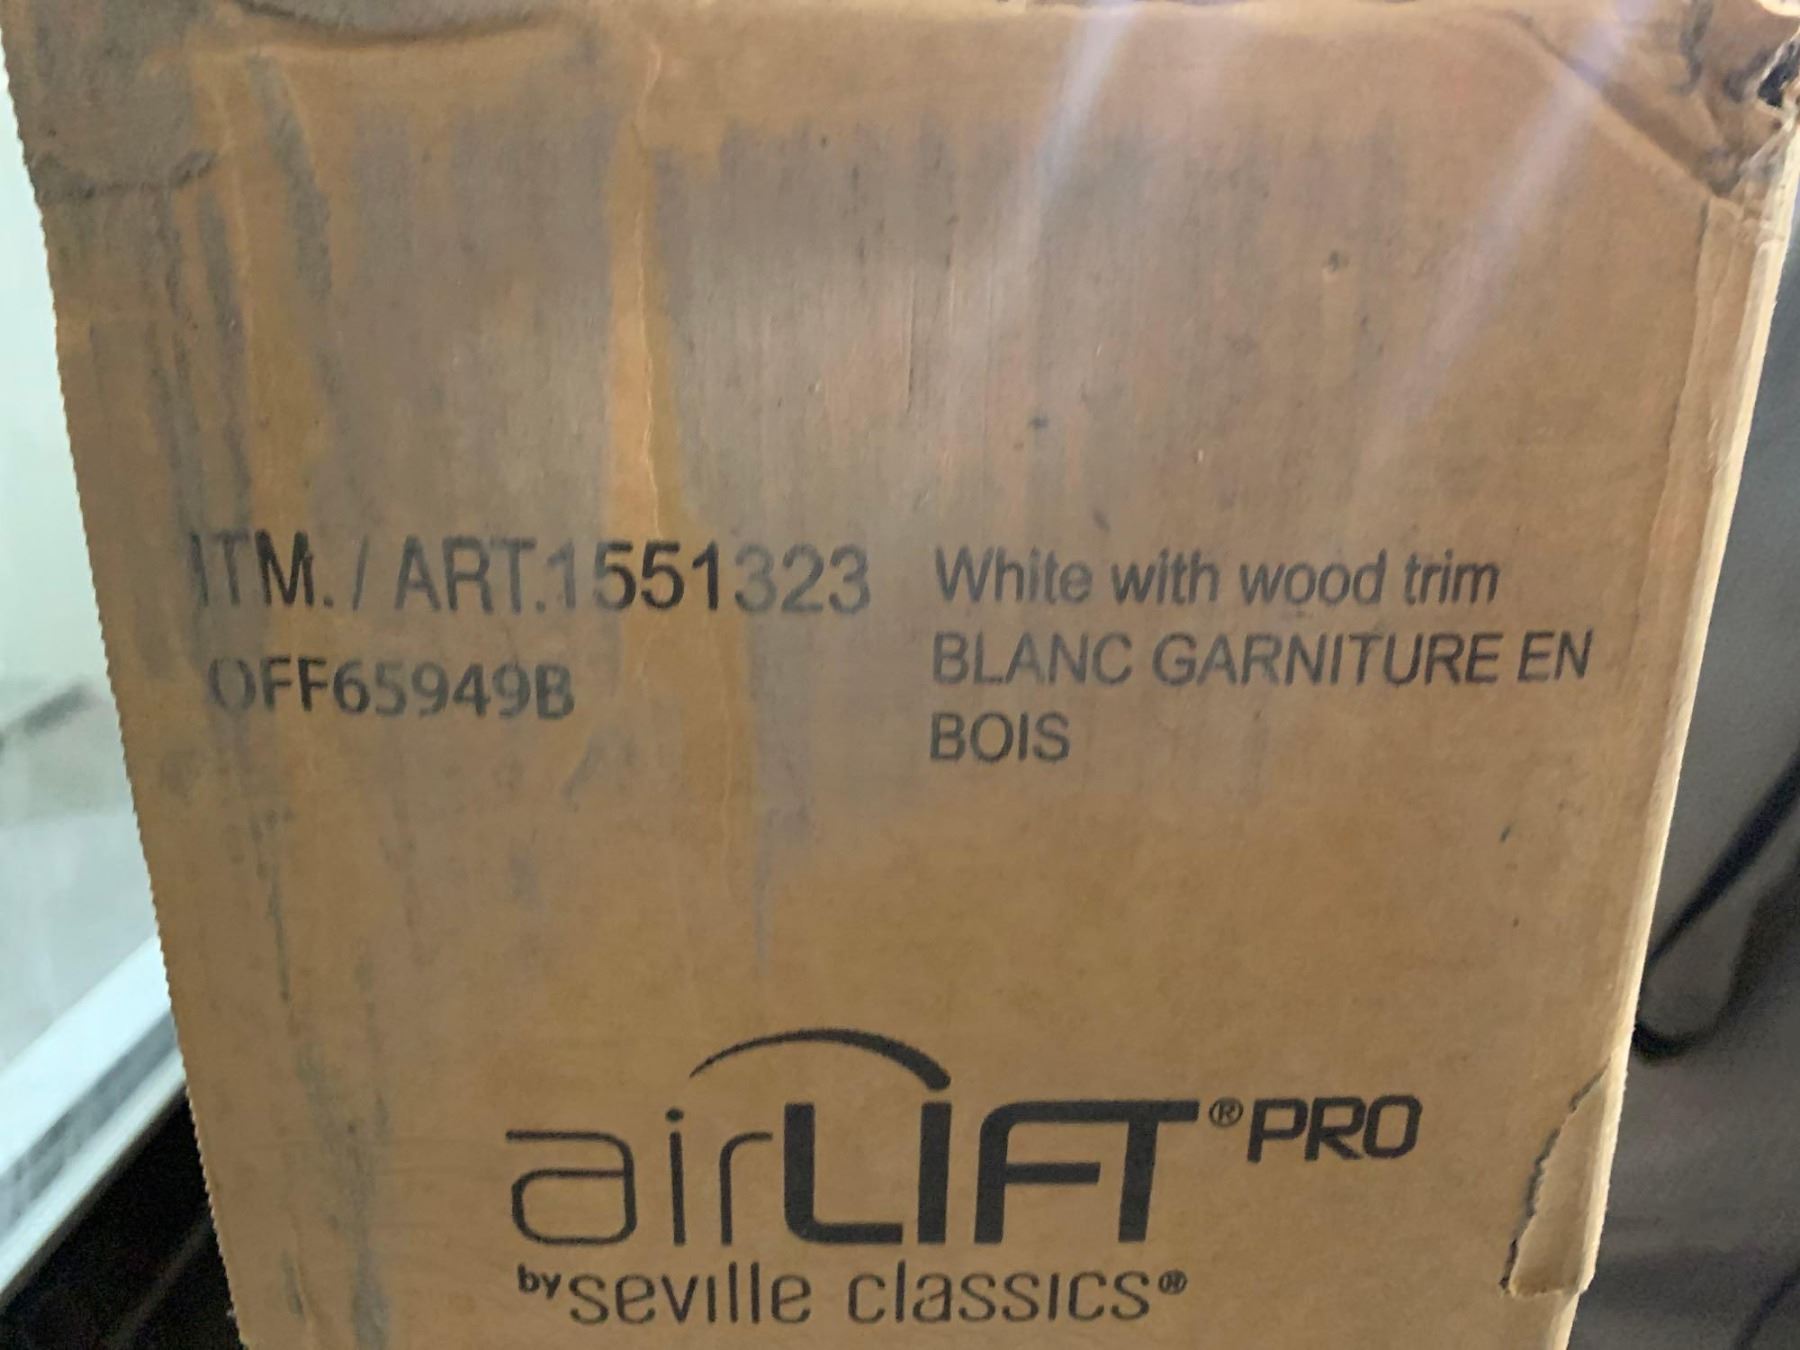 ITM. / ART.1551323
OFF65949B
White with wood trim
BLANC GARNITURE EN
BOIS
airLIFT® PRO
by seville classics®